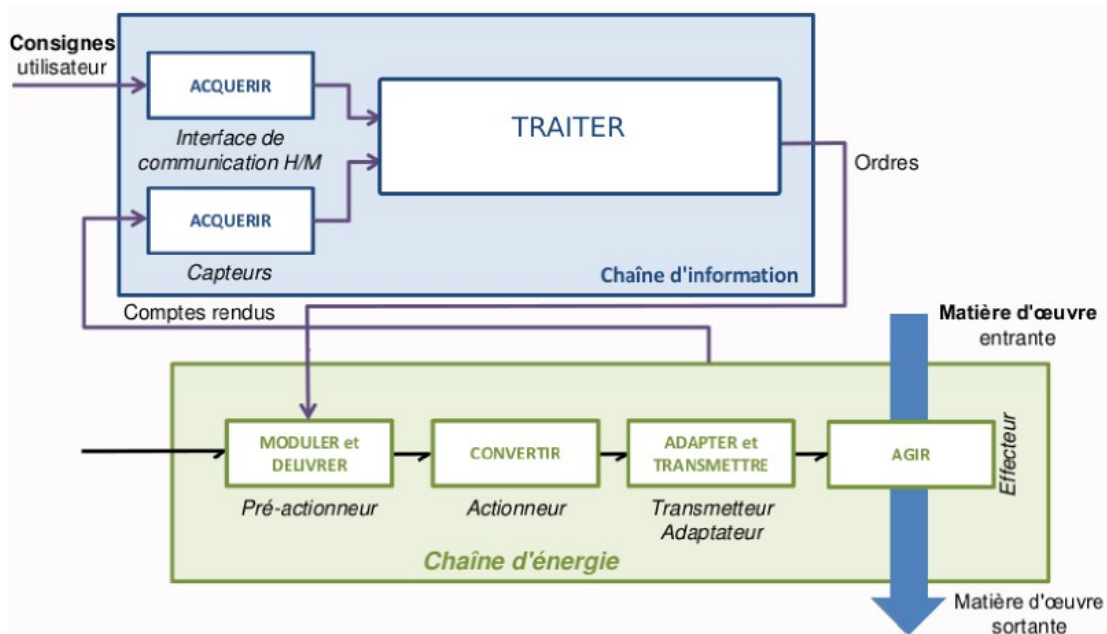 Consignes
utilisateur
ACQUERIR
Interface de
communication H/M
TRAITER
Ordres
ACQUERIR
Capteurs
Chaîne d'information
Comptes rendus
Matière d'œuvre
entrante
MODULER et
DELIVRER
Pré-actionneur
CONVERTIR
Actionneur
ADAPTER et
TRANSMETTRE
Transmetteur
Adaptateur
AGIR
Effecteur
Chaîne d'énergie
Matière d'œuvre
sortante